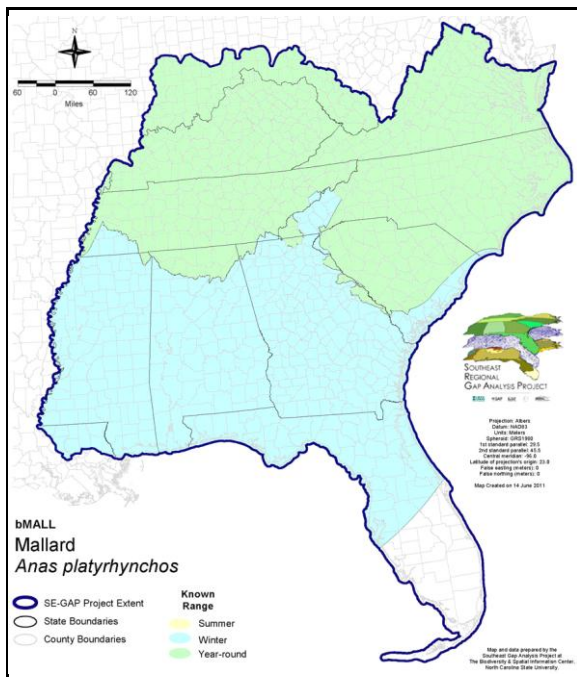 N
60 0 60 120
Miles
SOUTHEAST
REGIONAL
GAP ANALYSIS PROJECT
Projection: Albers
Datum: NAD83
Units: Meters
Spheroid: GRS1980
1st standard parallel: 29.5
2nd standard parallel: 45.5
Central meridian: -96.0
Latitude of projection's origin: 23.0
False easting (meters): 0
False northing (meters): 0
Map Created on 14 June 2011
bMALL
Mallard
Anas platyrhynchos
SE-GAP Project Extent
State Boundaries
County Boundaries
Known
Range
Summer
Winter
Year-round
Map and data prepared by the
Southeast Gap Analysis Project at
The Biodiversity & Spatial Information Center,
North Carolina State University.